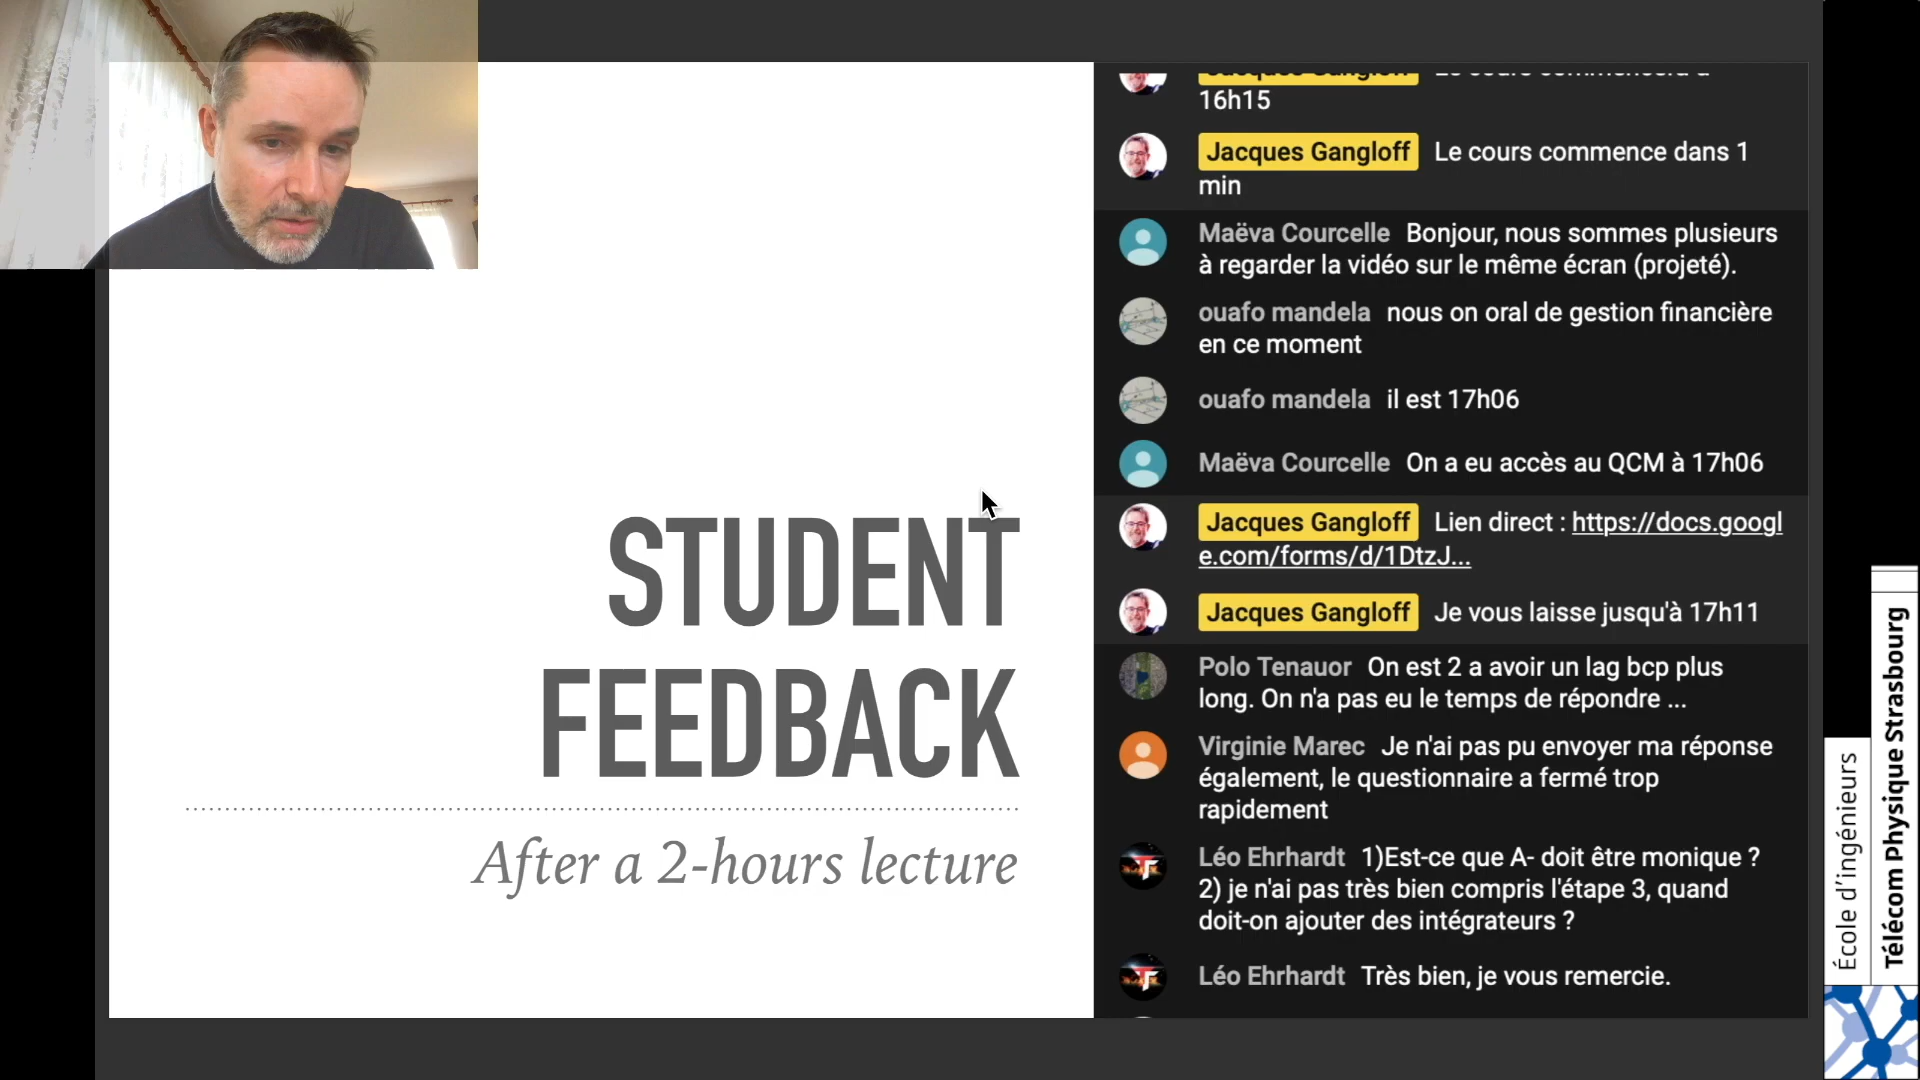 STUDENT
FEEDBACK
After a 2-hours lecture
Jacques Gangloff Le cours commencera à
16h15
Jacques Gangloff Le cours commence dans 1
min
Maëva Courcelle Bonjour, nous sommes plusieurs
à regarder la vidéo sur le même écran (projeté).
ouafo mandela nous on oral de gestion financière
en ce moment
ouafo mandela il est 17h06
Maëva Courcelle On a eu accès au QCM à 17h06
Jacques Gangloff Lien direct : https://docs.googl
e.com/forms/d/1DtzJ...
Jacques Gangloff Je vous laisse jusqu'à 17h11
Polo Tenauor On est 2 a avoir un lag bcp plus
long. On n'a pas eu le temps de répondre ...
Virginie Marec Je n'ai pas pu envoyer ma réponse
également, le questionnaire a fermé trop
rapidement
Léo Ehrhardt 1)Est-ce que A- doit être monique ?
2) je n'ai pas très bien compris l'étape 3, quand
doit-on ajouter des intégrateurs ?
Léo Ehrhardt Très bien, je vous remercie.
École d'ingénieurs
Télécom Physique Strasbourg